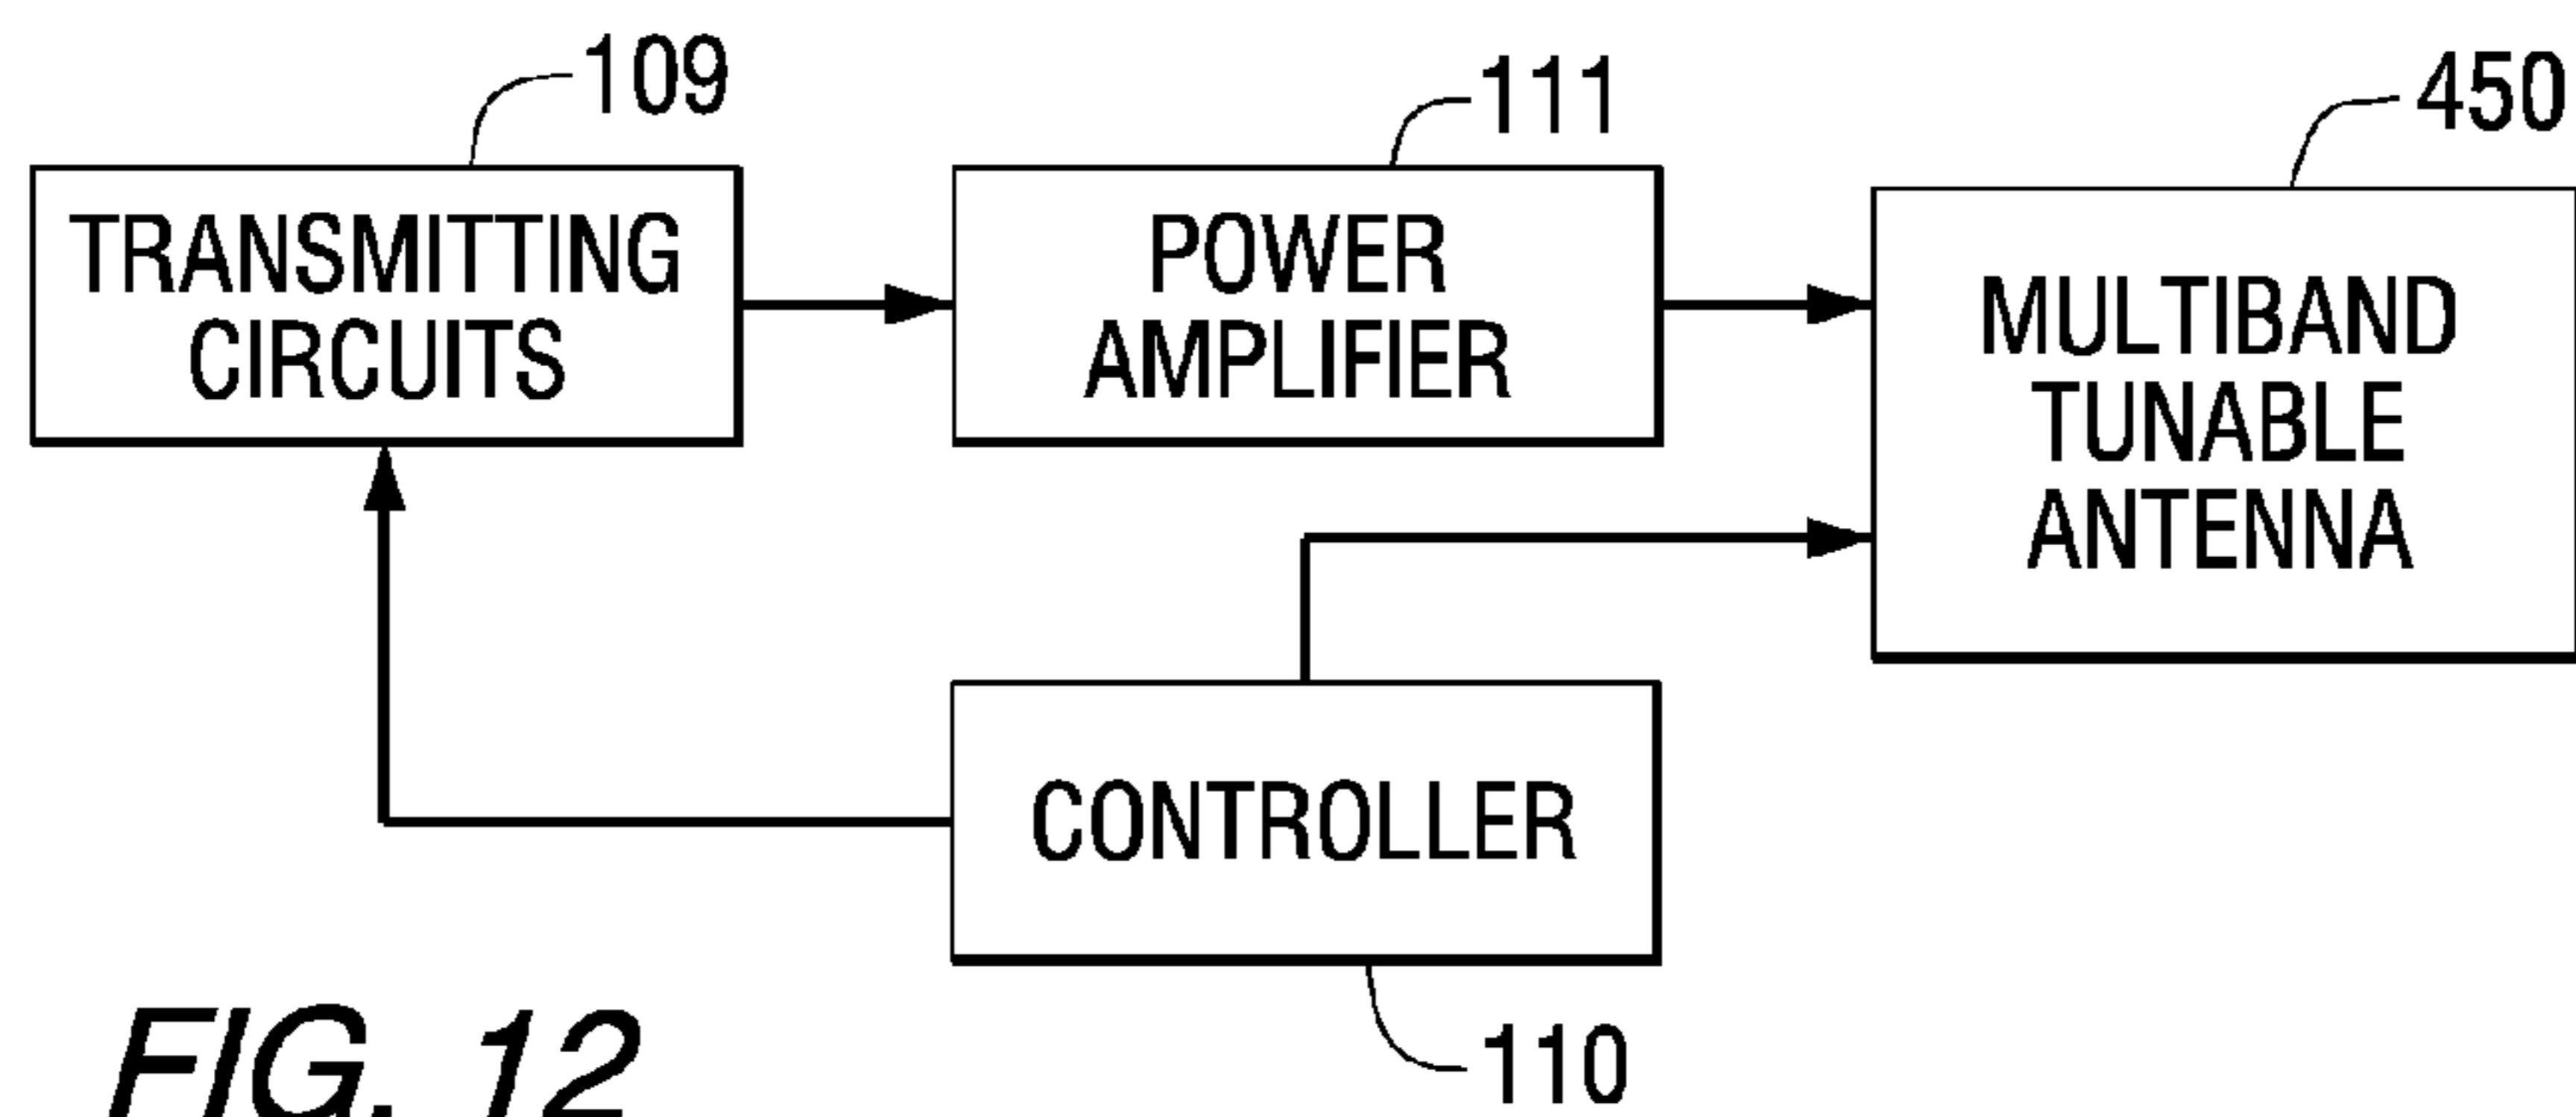 109
111
450
TRANSMITTING
CIRCUITS
POWER
AMPLIFIER
MULTIBAND
TUNABLE
ANTENNA
CONTROLLER
110
FIG. 12